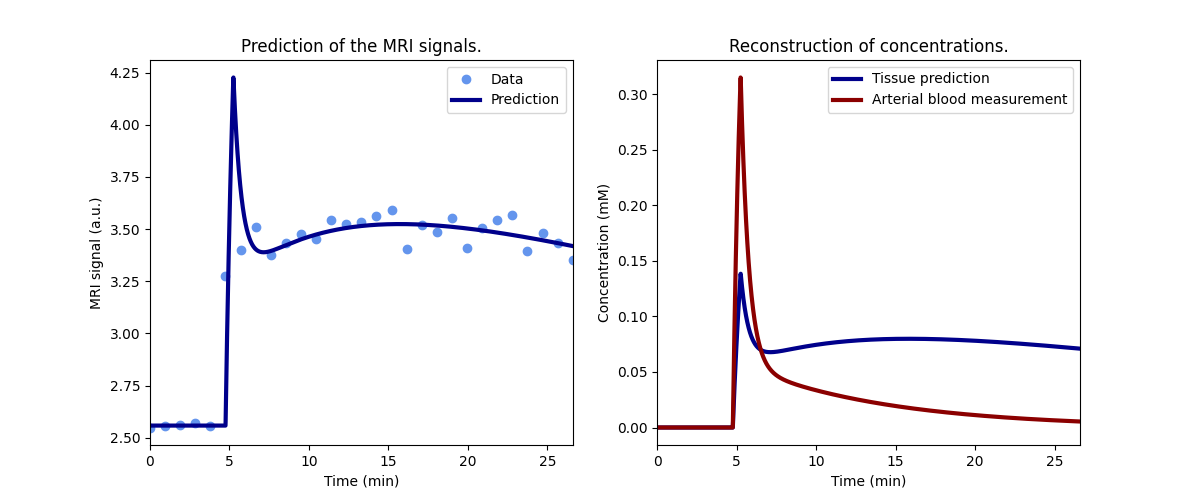 Prediction of the MRI signals.
MRI signal (a.u.)
4.25
4.00
3.75
3.50
3.25
3.00
2.75
2.50
Data
Prediction
0 5 10 15 20 25
Time (min)
Reconstruction of concentrations.
Concentration (mM)
0.30
0.25
0.20
0.15
0.10
0.05
0.00
Tissue prediction
Arterial blood measurement
0 5 10 15 20 25
Time (min)